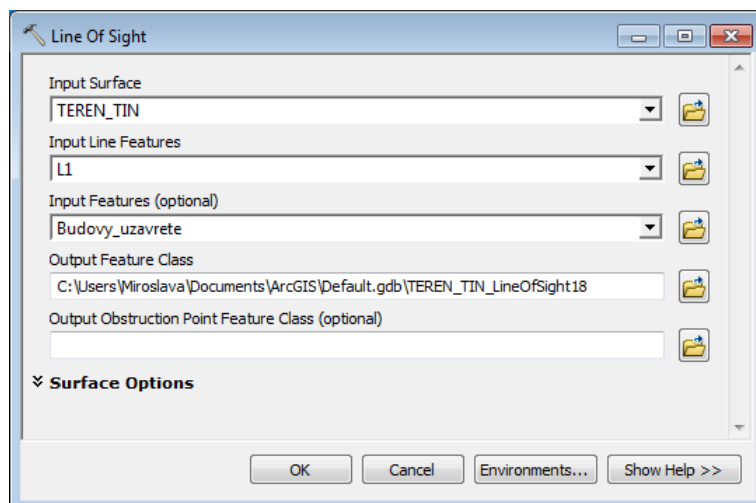 Line Of Sight
Input Surface
TEREN_TIN
Input Line Features
L1
Input Features (optional)
Budovy_uzavrete
Output Feature Class
C:\Users\Miroslava\Documents\ArcGIS\Default.gdb\TEREN_TIN_LineOfSight18
Output Obstruction Point Feature Class (optional)
Surface Options
OK Cancel Environments... Show Help >>